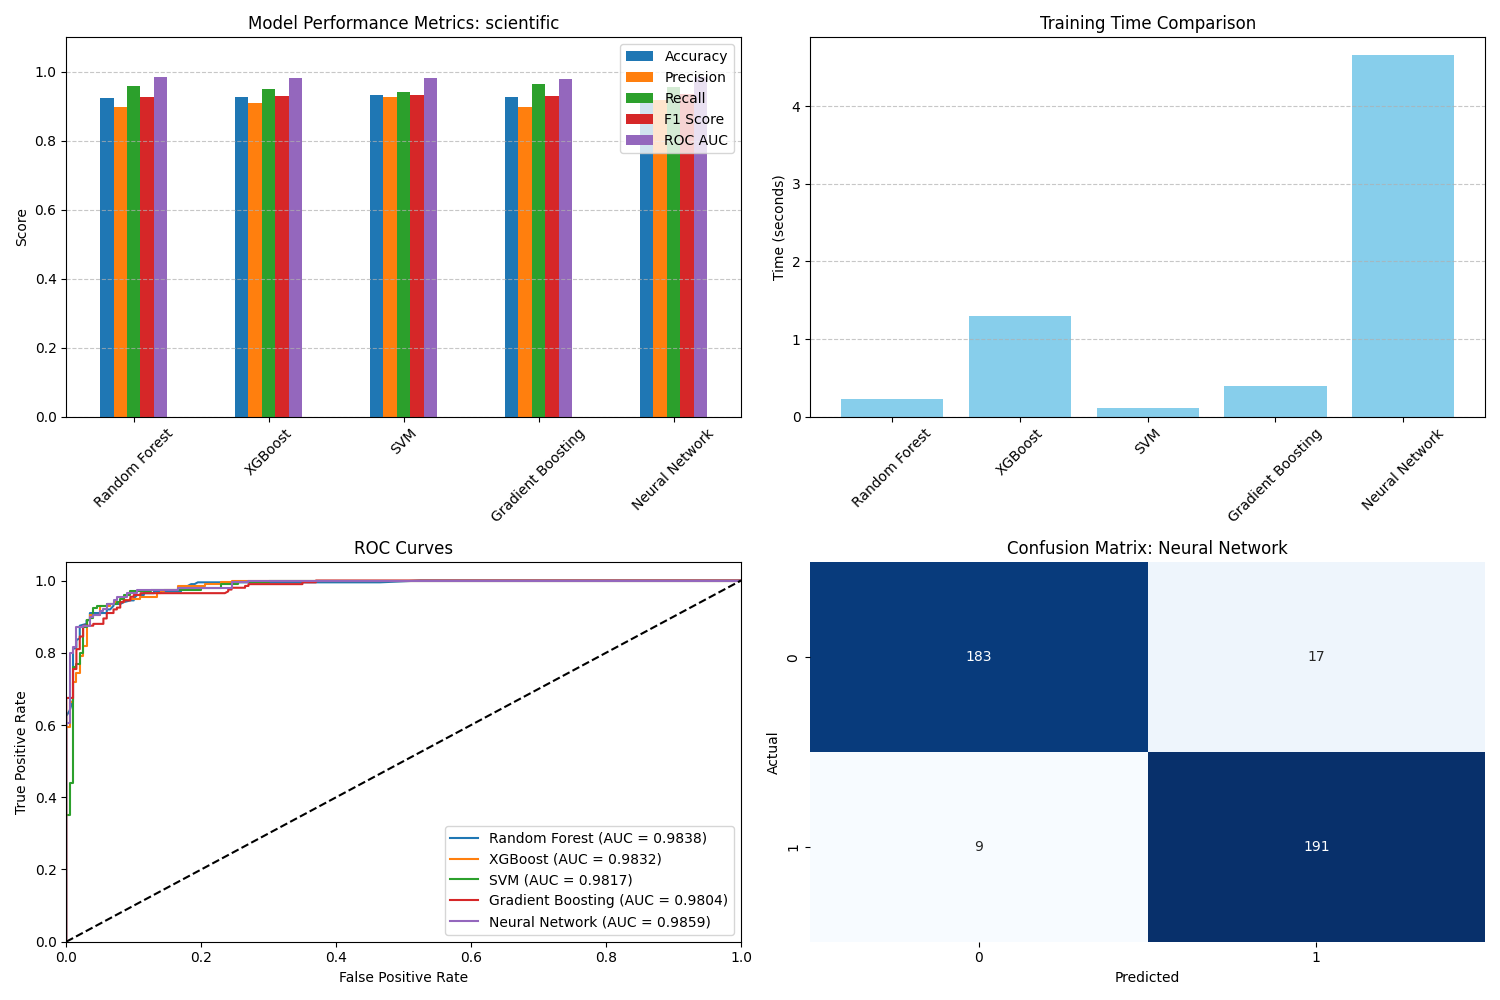 Model Performance Metrics: scientific
Score
1.0
0.8
0.6
0.4
0.2
0.0
Accuracy
Precision
Recall
F1 Score
ROC AUC
Random Forest
XGBoost
SVM
Gradient Boosting
Neural Network
Training Time Comparison
Time (seconds)
4
3
2
1
0
Random Forest
XGBoost
SVM
Gradient Boosting
Neural Network
ROC Curves
True Positive Rate
1.0
0.8
0.6
0.4
0.2
0.0
Random Forest (AUC = 0.9838)
XGBoost (AUC = 0.9832)
SVM (AUC = 0.9817)
Gradient Boosting (AUC = 0.9804)
Neural Network (AUC = 0.9859)
0.0 0.2 0.4 0.6 0.8 1.0
False Positive Rate
Confusion Matrix: Neural Network
Actual
0
183 17
1
9 191
0 1
Predicted